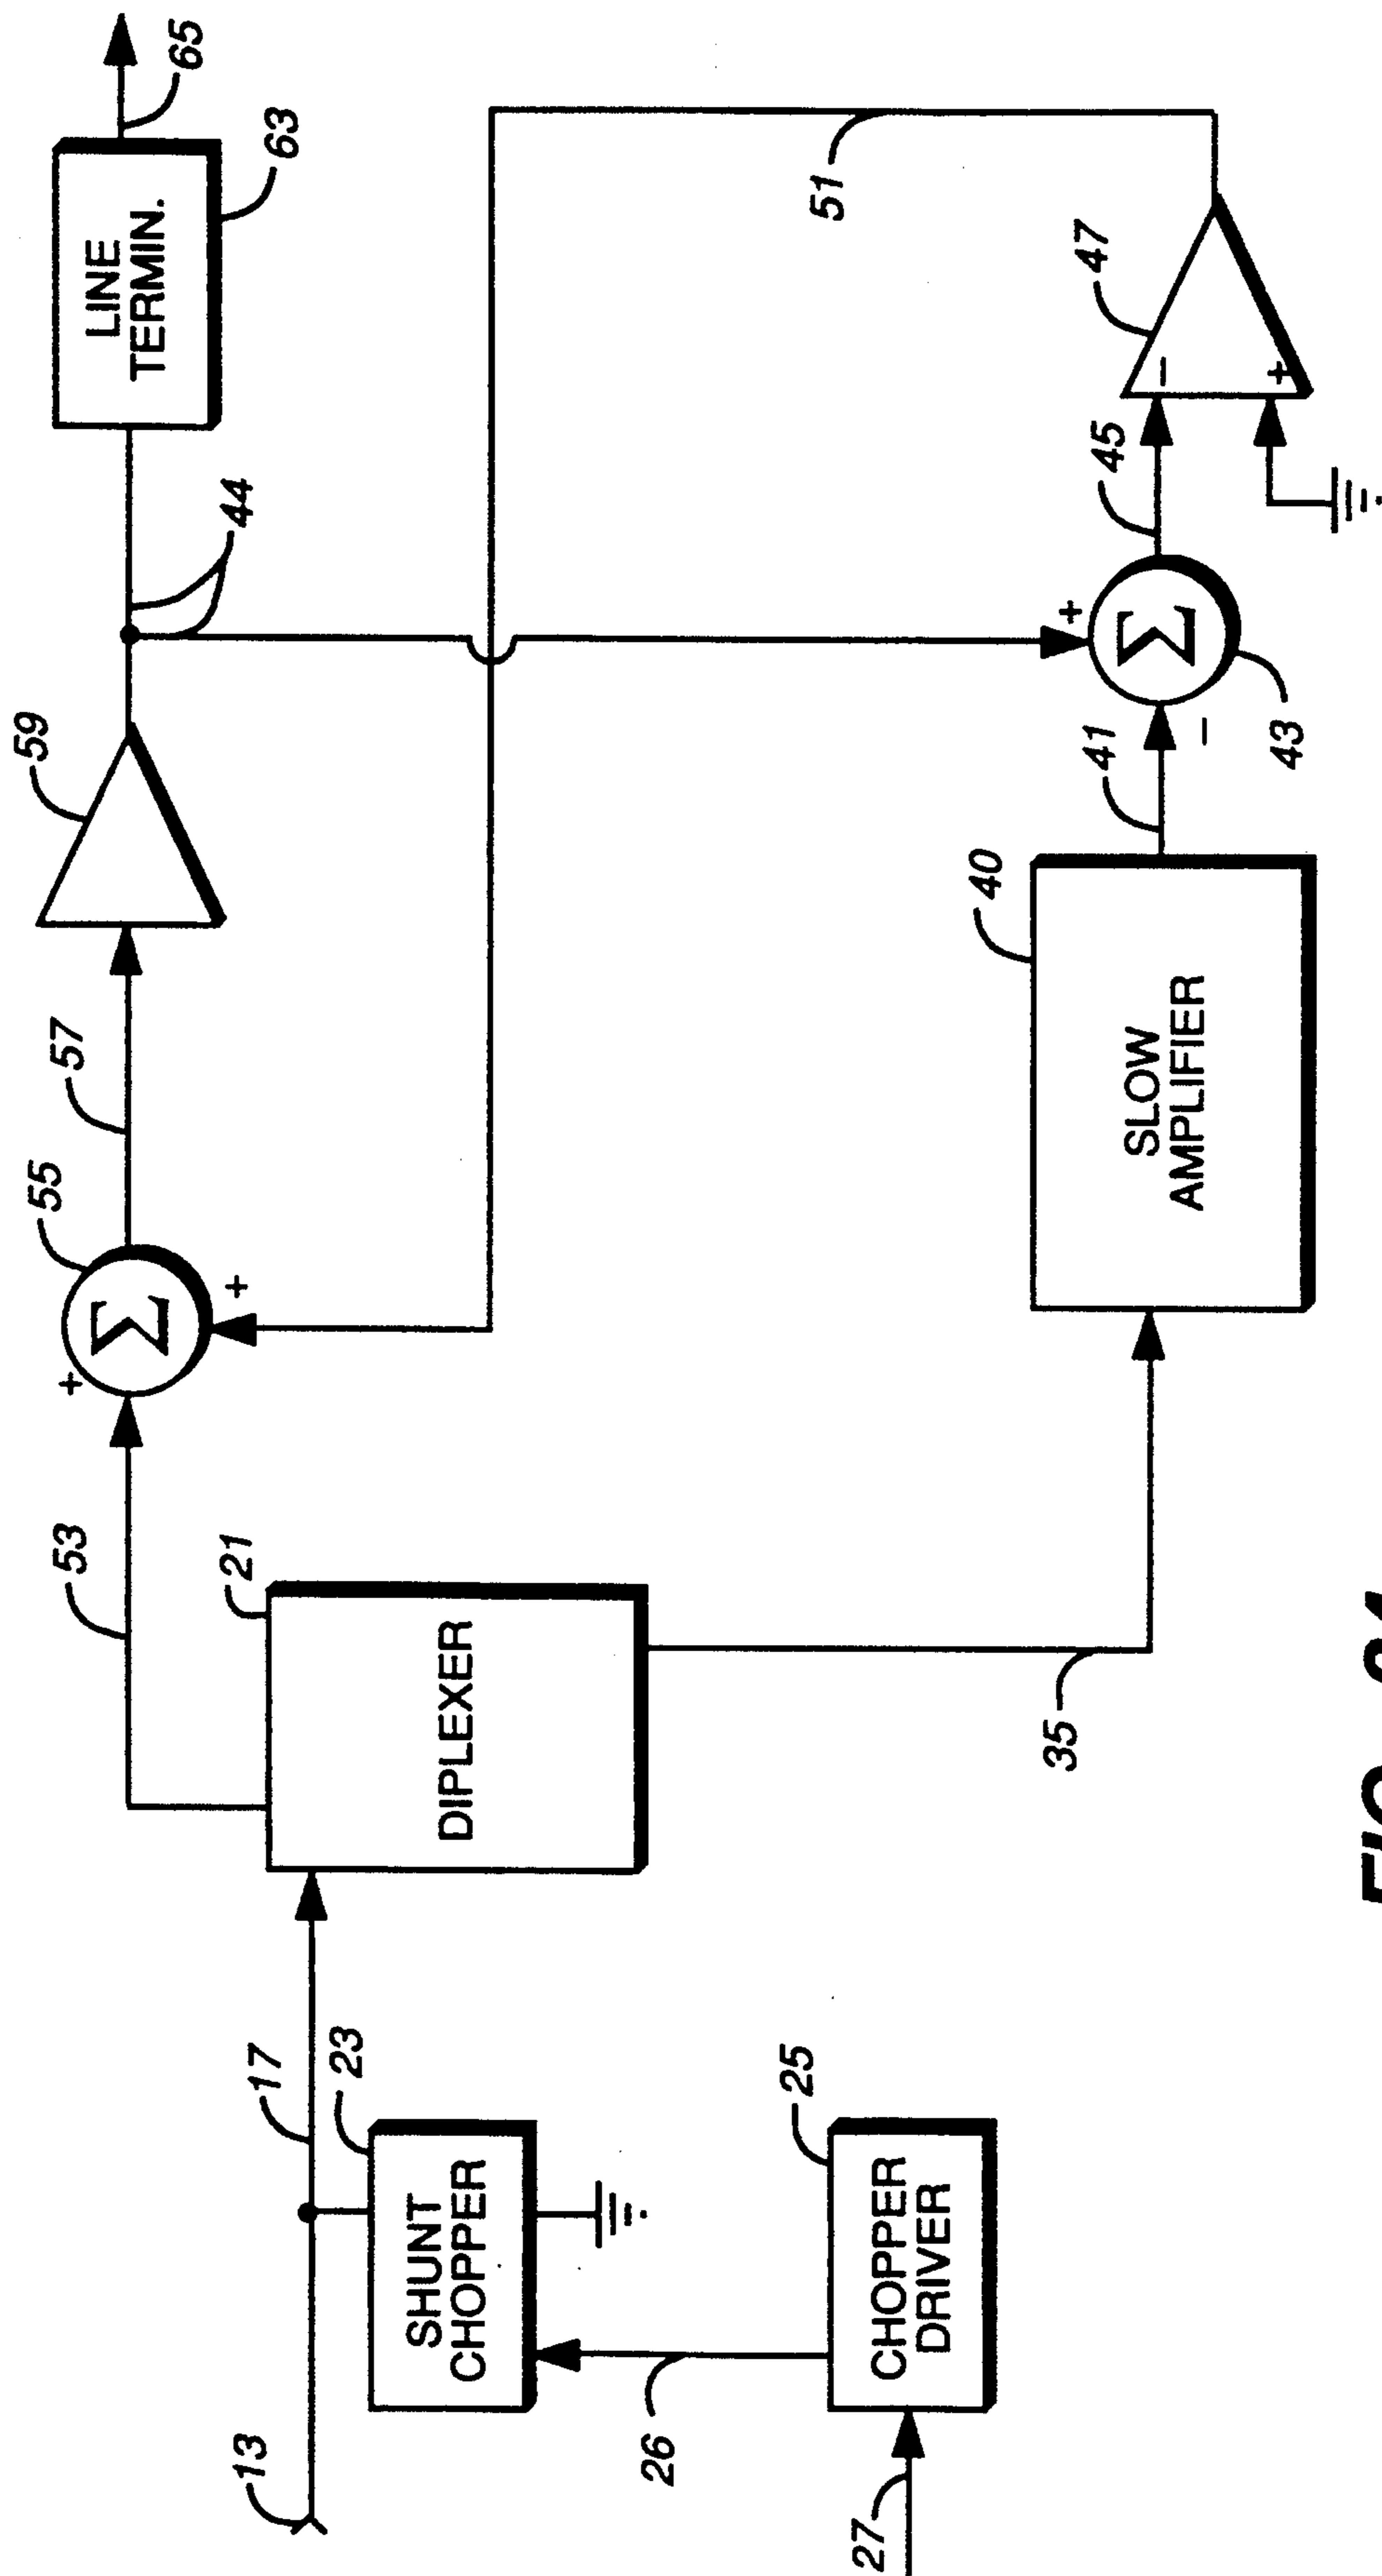 65
LINE
TERMIN.
63
44
59
57
55
+
+
53
51
21
DIPLEXER
13
17
23
SHUNT
CHOPPER
26
25
CHOPPER
DRIVER
27
35
40
SLOW
AMPLIFIER
41
−
+
Σ
43
45
47
−
+
Σ
FIG